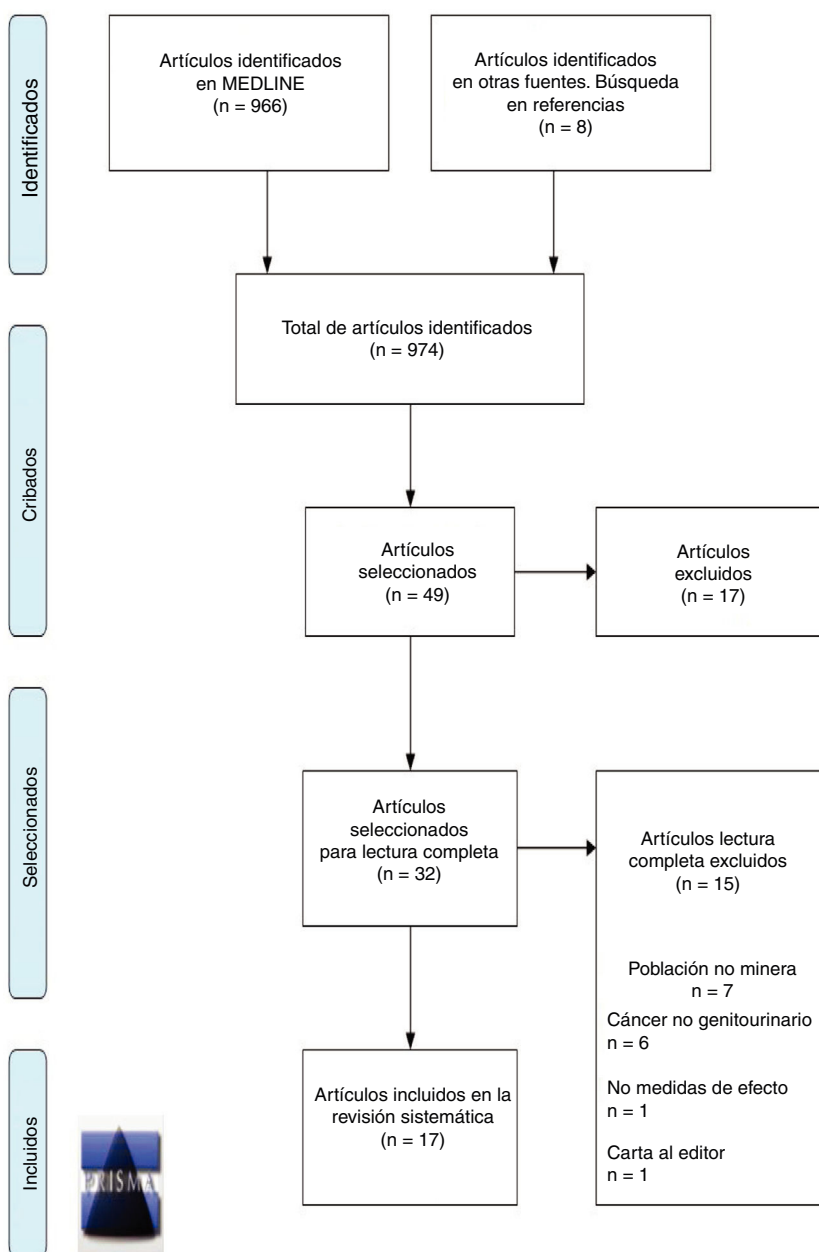 Identificados
Artículos identificados
en MEDLINE
(n = 966)
Artículos identificados
en otras fuentes. Búsqueda
en referencias
(n = 8)
Total de artículos identificados
(n = 974)
Cribados
Artículos
seleccionados
(n = 49)
Artículos
excluidos
(n = 17)
Seleccionados
Artículos
seleccionados
para lectura completa
(n = 32)
Artículos lectura
completa excluidos
(n = 15)
Población no minera
n = 7
Cáncer no genitourinario
n = 6
No medidas de efecto
n = 1
Carta al editor
n = 1
Incluidos
PRISMA
Artículos incluidos en la
revisión sistemática
(n = 17)